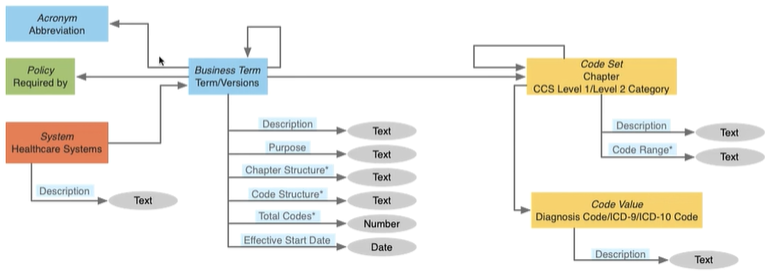 Acronym
Abbreviation
Policy
Required by
Business Term
Term/Versions
Code Set
Chapter
CCS Level 1/Level 2 Category
System
Healthcare Systems
Description
Text
Description
Text
Purpose
Text
Chapter Structure*
Text
Code Structure*
Text
Total Codes*
Number
Effective Start Date
Date
Description
Text
Code Range*
Text
Code Value
Diagnosis Code/ICD-9/ICD-10 Code
Description
Text